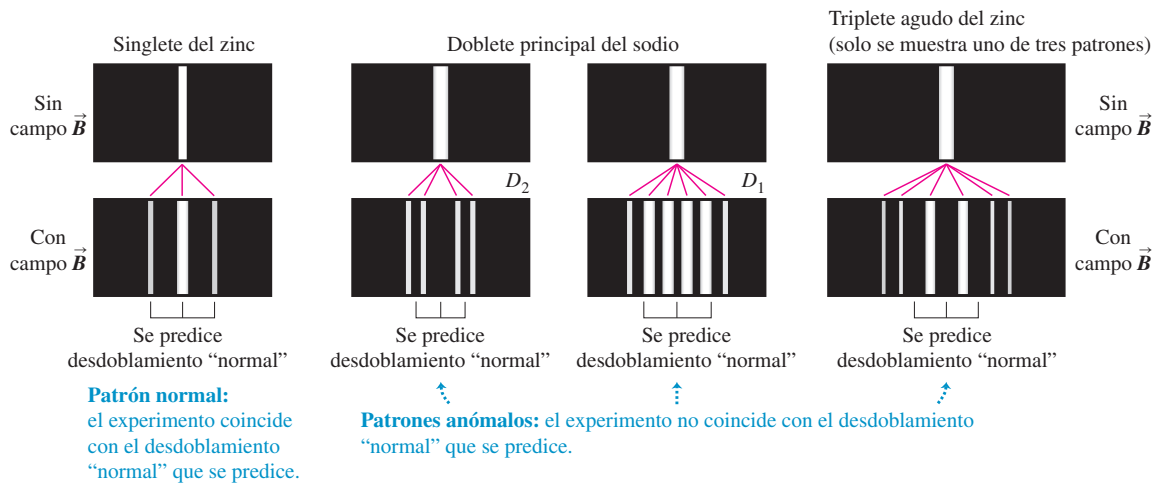 Singlete del zinc
Doblete principal del sodio
Triplete agudo del zinc
(solo se muestra uno de tres patrones)
Sin
campo B⃗
Sin
campo B⃗
D₂
D₁
Con
campo B⃗
Con
campo B⃗
Se predice
desdoblamiento “normal”
Se predice
desdoblamiento “normal”
Se predice
desdoblamiento “normal”
Se predice
desdoblamiento “normal”
Patrón normal:
el experimento coincide
con el desdoblamiento
“normal” que se predice.
Patrones anómalos: el experimento no coincide con el desdoblamiento
“normal” que se predice.